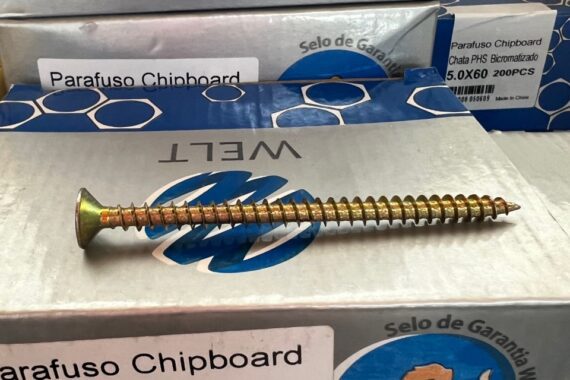 Selo de Garantia
Parafuso Chipboard
Chata PHS Bicromatizado
5.0X60 200PCS
Made in China
Parafuso Chipboard
WELT
Selo de Garantia
Parafuso Chipboard